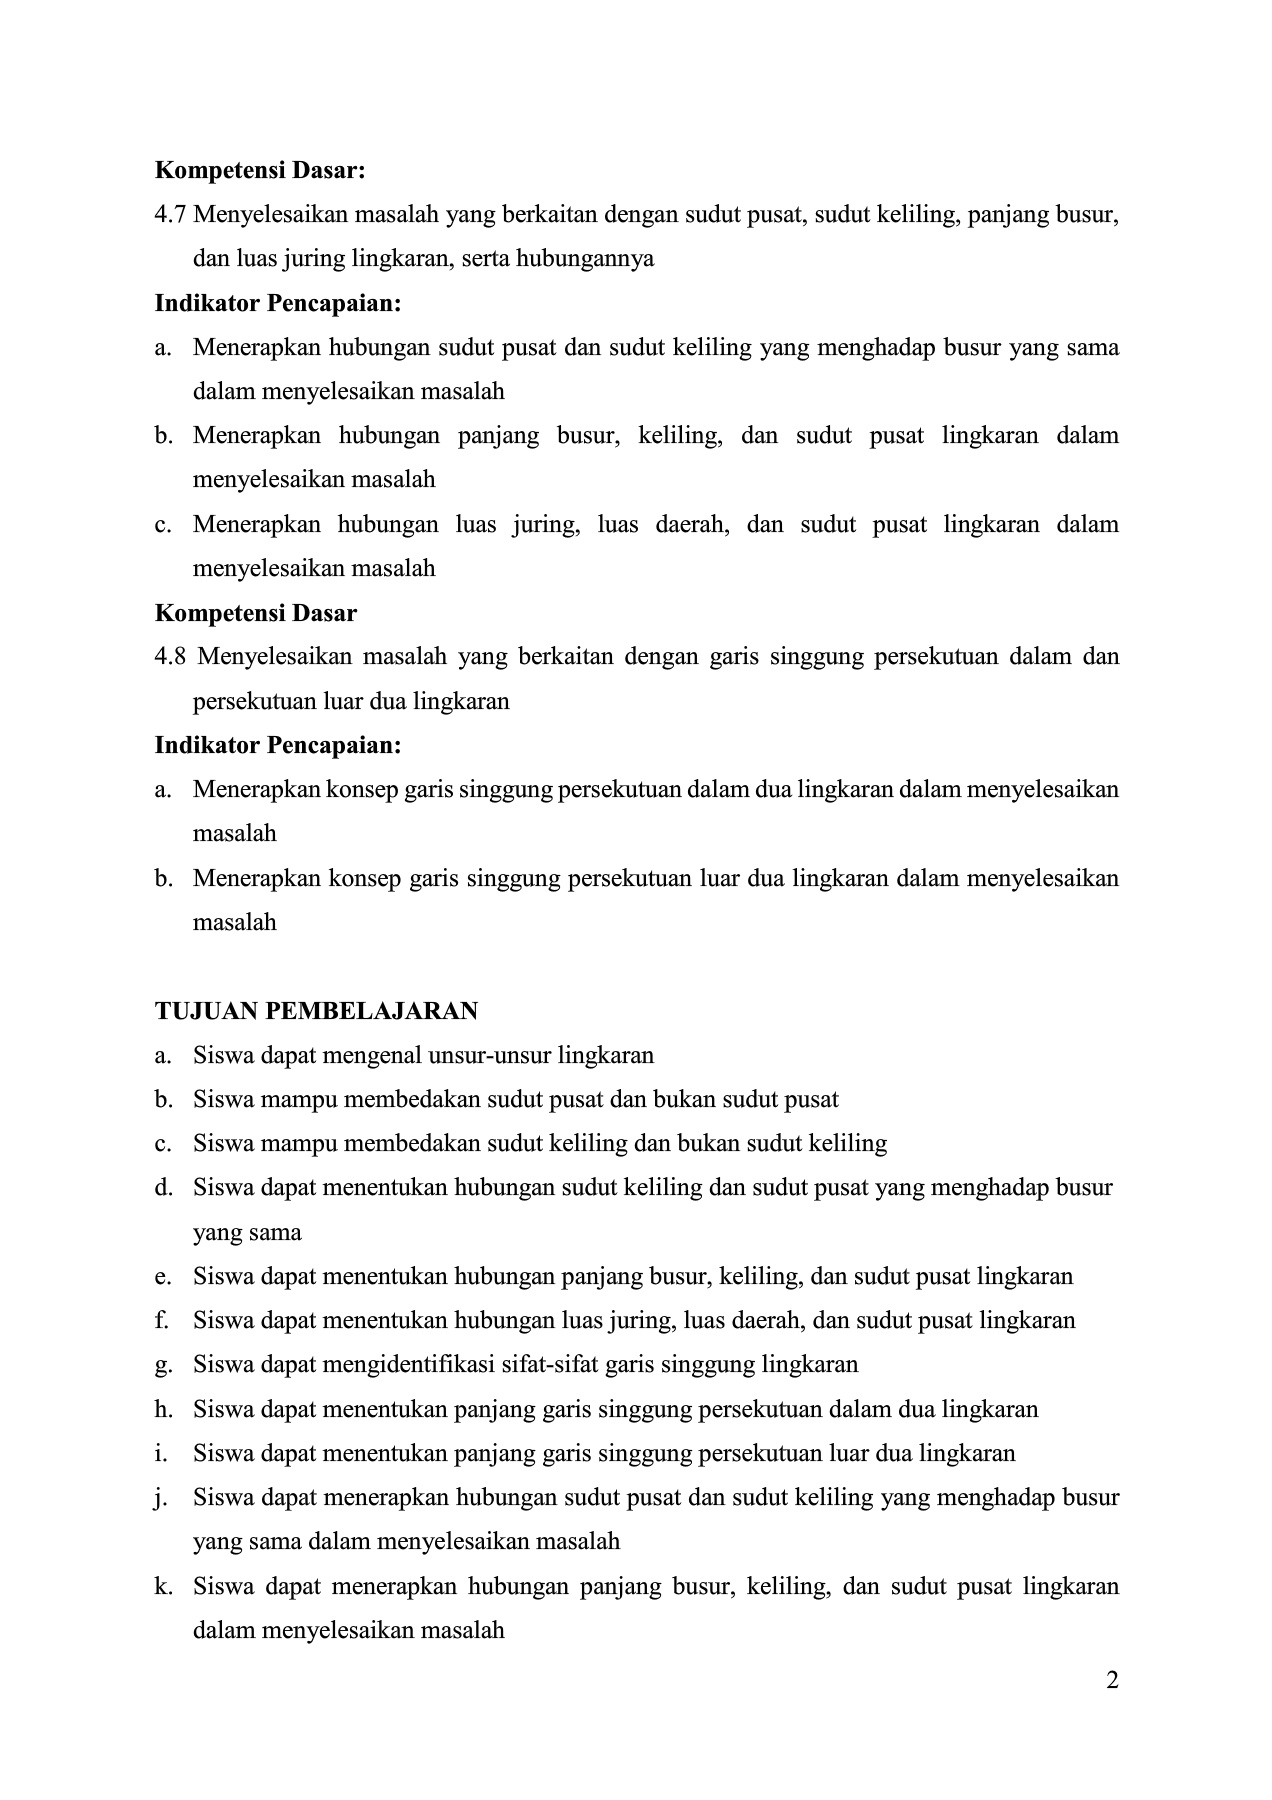 Kompetensi Dasar:
4.7 Menyelesaikan masalah yang berkaitan dengan sudut pusat, sudut keliling, panjang busur,
dan luas juring lingkaran, serta hubungannya
Indikator Pencapaian:
a. Menerapkan hubungan sudut pusat dan sudut keliling yang menghadap busur yang sama
dalam menyelesaikan masalah
b. Menerapkan hubungan panjang busur, keliling, dan sudut pusat lingkaran dalam
menyelesaikan masalah
c. Menerapkan hubungan luas juring, luas daerah, dan sudut pusat lingkaran dalam
menyelesaikan masalah
Kompetensi Dasar
4.8 Menyelesaikan masalah yang berkaitan dengan garis singgung persekutuan dalam dan
persekutuan luar dua lingkaran
Indikator Pencapaian:
a. Menerapkan konsep garis singgung persekutuan dalam dua lingkaran dalam menyelesaikan
masalah
b. Menerapkan konsep garis singgung persekutuan luar dua lingkaran dalam menyelesaikan
masalah
TUJUAN PEMBELAJARAN
a. Siswa dapat mengenal unsur-unsur lingkaran
b. Siswa mampu membedakan sudut pusat dan bukan sudut pusat
c. Siswa mampu membedakan sudut keliling dan bukan sudut keliling
d. Siswa dapat menentukan hubungan sudut keliling dan sudut pusat yang menghadap busur
yang sama
e. Siswa dapat menentukan hubungan panjang busur, keliling, dan sudut pusat lingkaran
f. Siswa dapat menentukan hubungan luas juring, luas daerah, dan sudut pusat lingkaran
g. Siswa dapat mengidentifikasi sifat-sifat garis singgung lingkaran
h. Siswa dapat menentukan panjang garis singgung persekutuan dalam dua lingkaran
i. Siswa dapat menentukan panjang garis singgung persekutuan luar dua lingkaran
j. Siswa dapat menerapkan hubungan sudut pusat dan sudut keliling yang menghadap busur
yang sama dalam menyelesaikan masalah
k. Siswa dapat menerapkan hubungan panjang busur, keliling, dan sudut pusat lingkaran
dalam menyelesaikan masalah
2